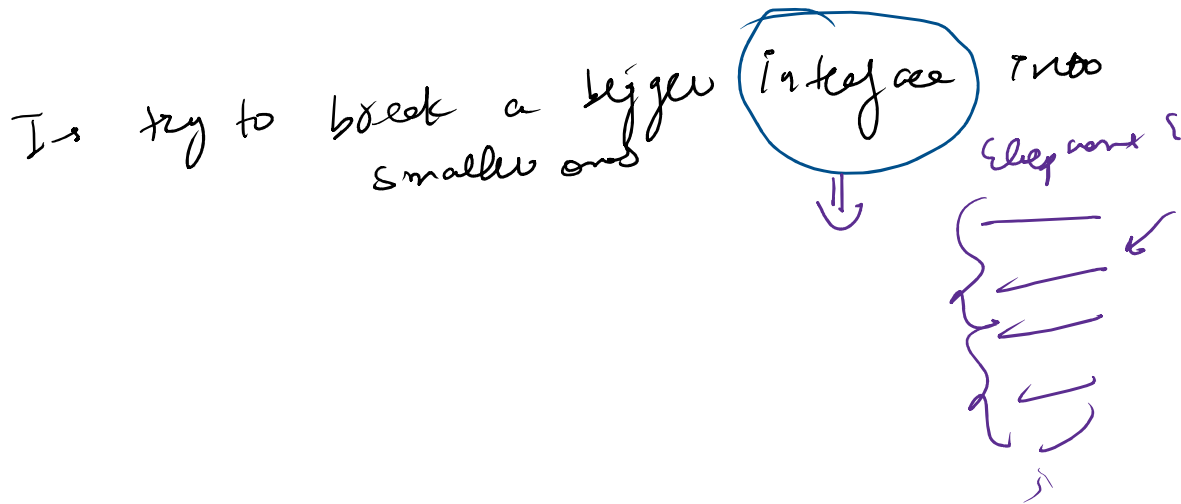 Is try to break a bigger interface into
smaller ones
Elephant {
}